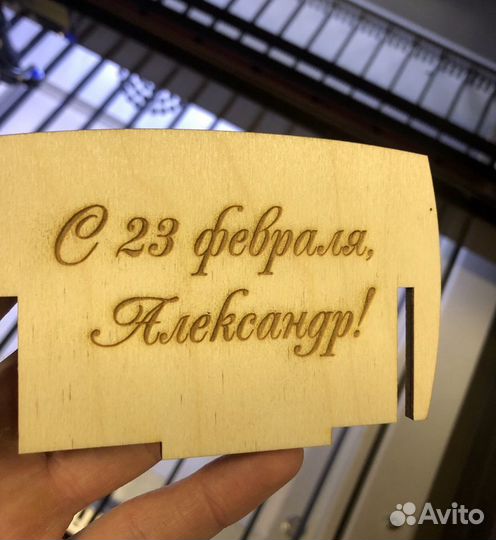 С 23 февраля,
Александр!
Avito